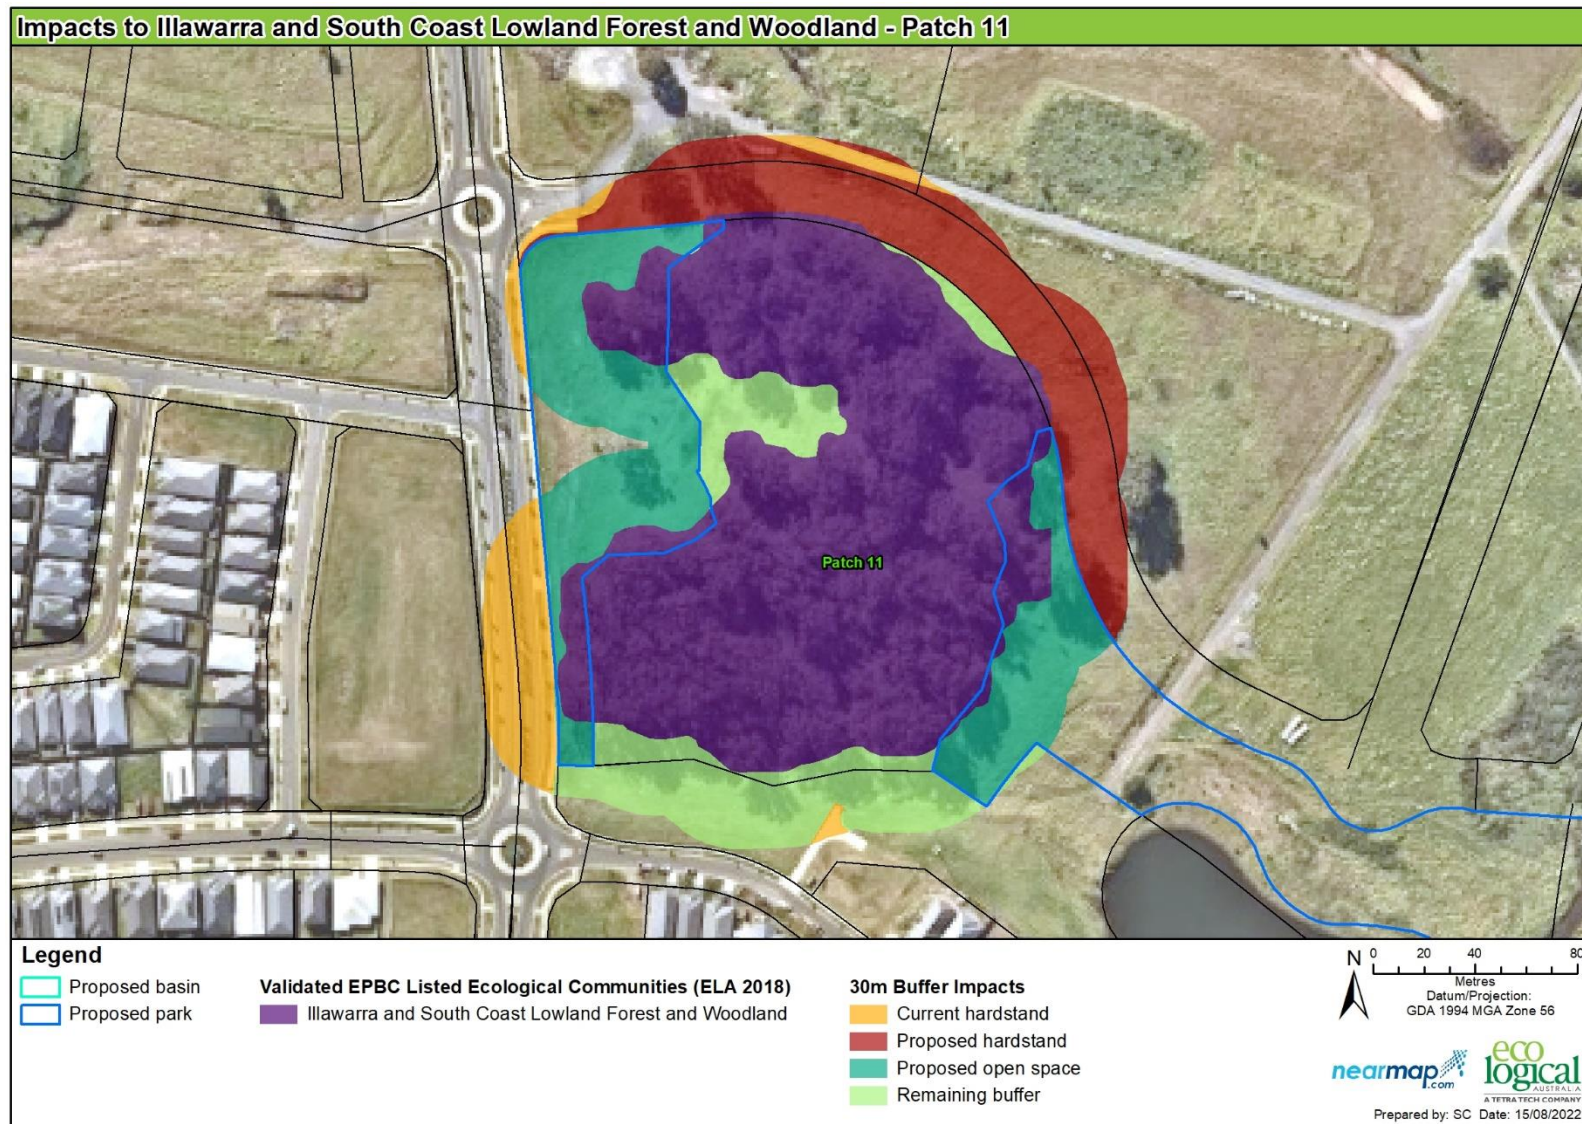 Impacts to Illawarra and South Coast Lowland Forest and Woodland - Patch 11
Patch 11
Legend
Proposed basin
Proposed park
Validated EPBC Listed Ecological Communities (ELA 2018)
Illawarra and South Coast Lowland Forest and Woodland
30m Buffer Impacts
Current hardstand
Proposed hardstand
Proposed open space
Remaining buffer
N
0 20 40 80
Metres
Datum/Projection:
GDA 1994 MGA Zone 56
nearmap
.com
eco
logical
AUSTRALIA
A TETRA TECH COMPANY
Prepared by: SC Date: 15/08/2022